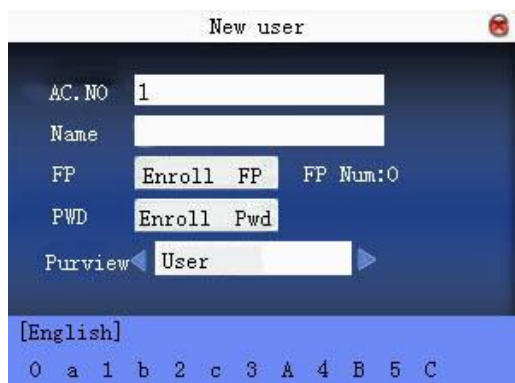 New user
AC.NO 1
Name
FP Enroll FP FP Num:0
PWD Enroll Pwd
Purview User
[English]
0 a 1 b 2 c 3 A 4 B 5 C